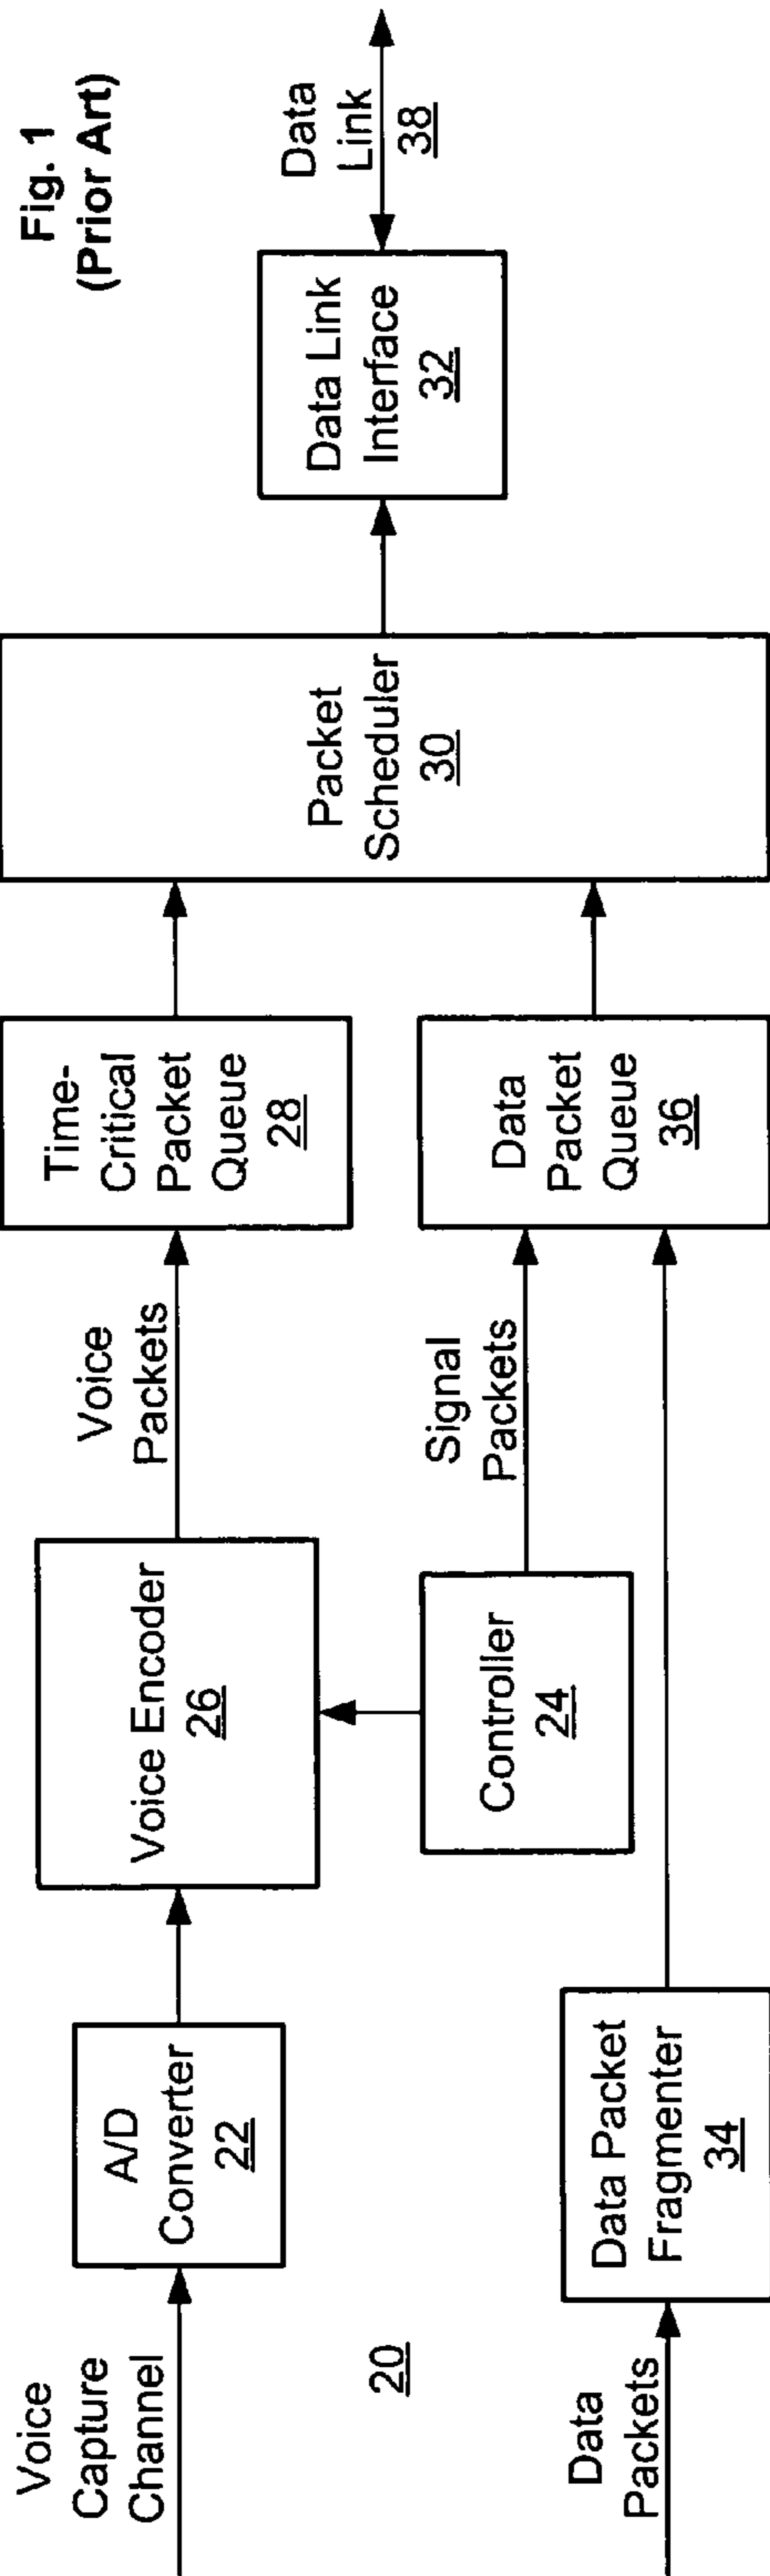 Fig. 1
(Prior Art)
Voice
Capture
Channel
A/D
Converter
22
Voice Encoder
26
Voice
Packets
Time-
Critical
Packet
Queue
28
Packet
Scheduler
30
Data Link
Interface
32
Data
Link
38
20
Controller
24
Signal
Packets
Data
Packet
Queue
36
Data
Packets
Data Packet
Fragmenter
34